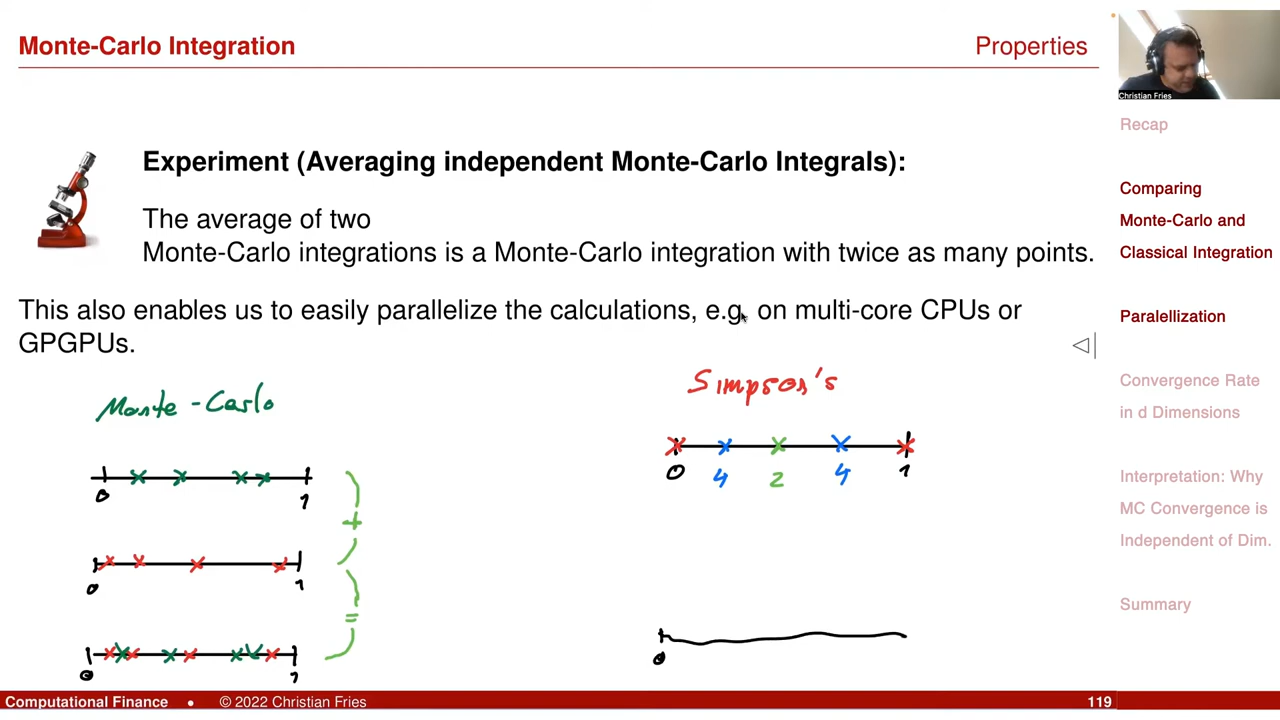 Monte-Carlo Integration
Properties
Christian Fries
Experiment (Averaging independent Monte-Carlo Integrals):
The average of two
Monte-Carlo integrations is a Monte-Carlo integration with twice as many points.
This also enables us to easily parallelize the calculations, e.g. on multi-core CPUs or
GPGPUs.
Monte-Carlo
0 1
+
0 1
=
0 1
Simpson's
0 4 2 4 1
0
Recap
Comparing
Monte-Carlo and
Classical Integration
Paralellization
Convergence Rate
in d Dimensions
Interpretation: Why
MC Convergence is
Independent of Dim.
Summary
Computational Finance • © 2022 Christian Fries
119